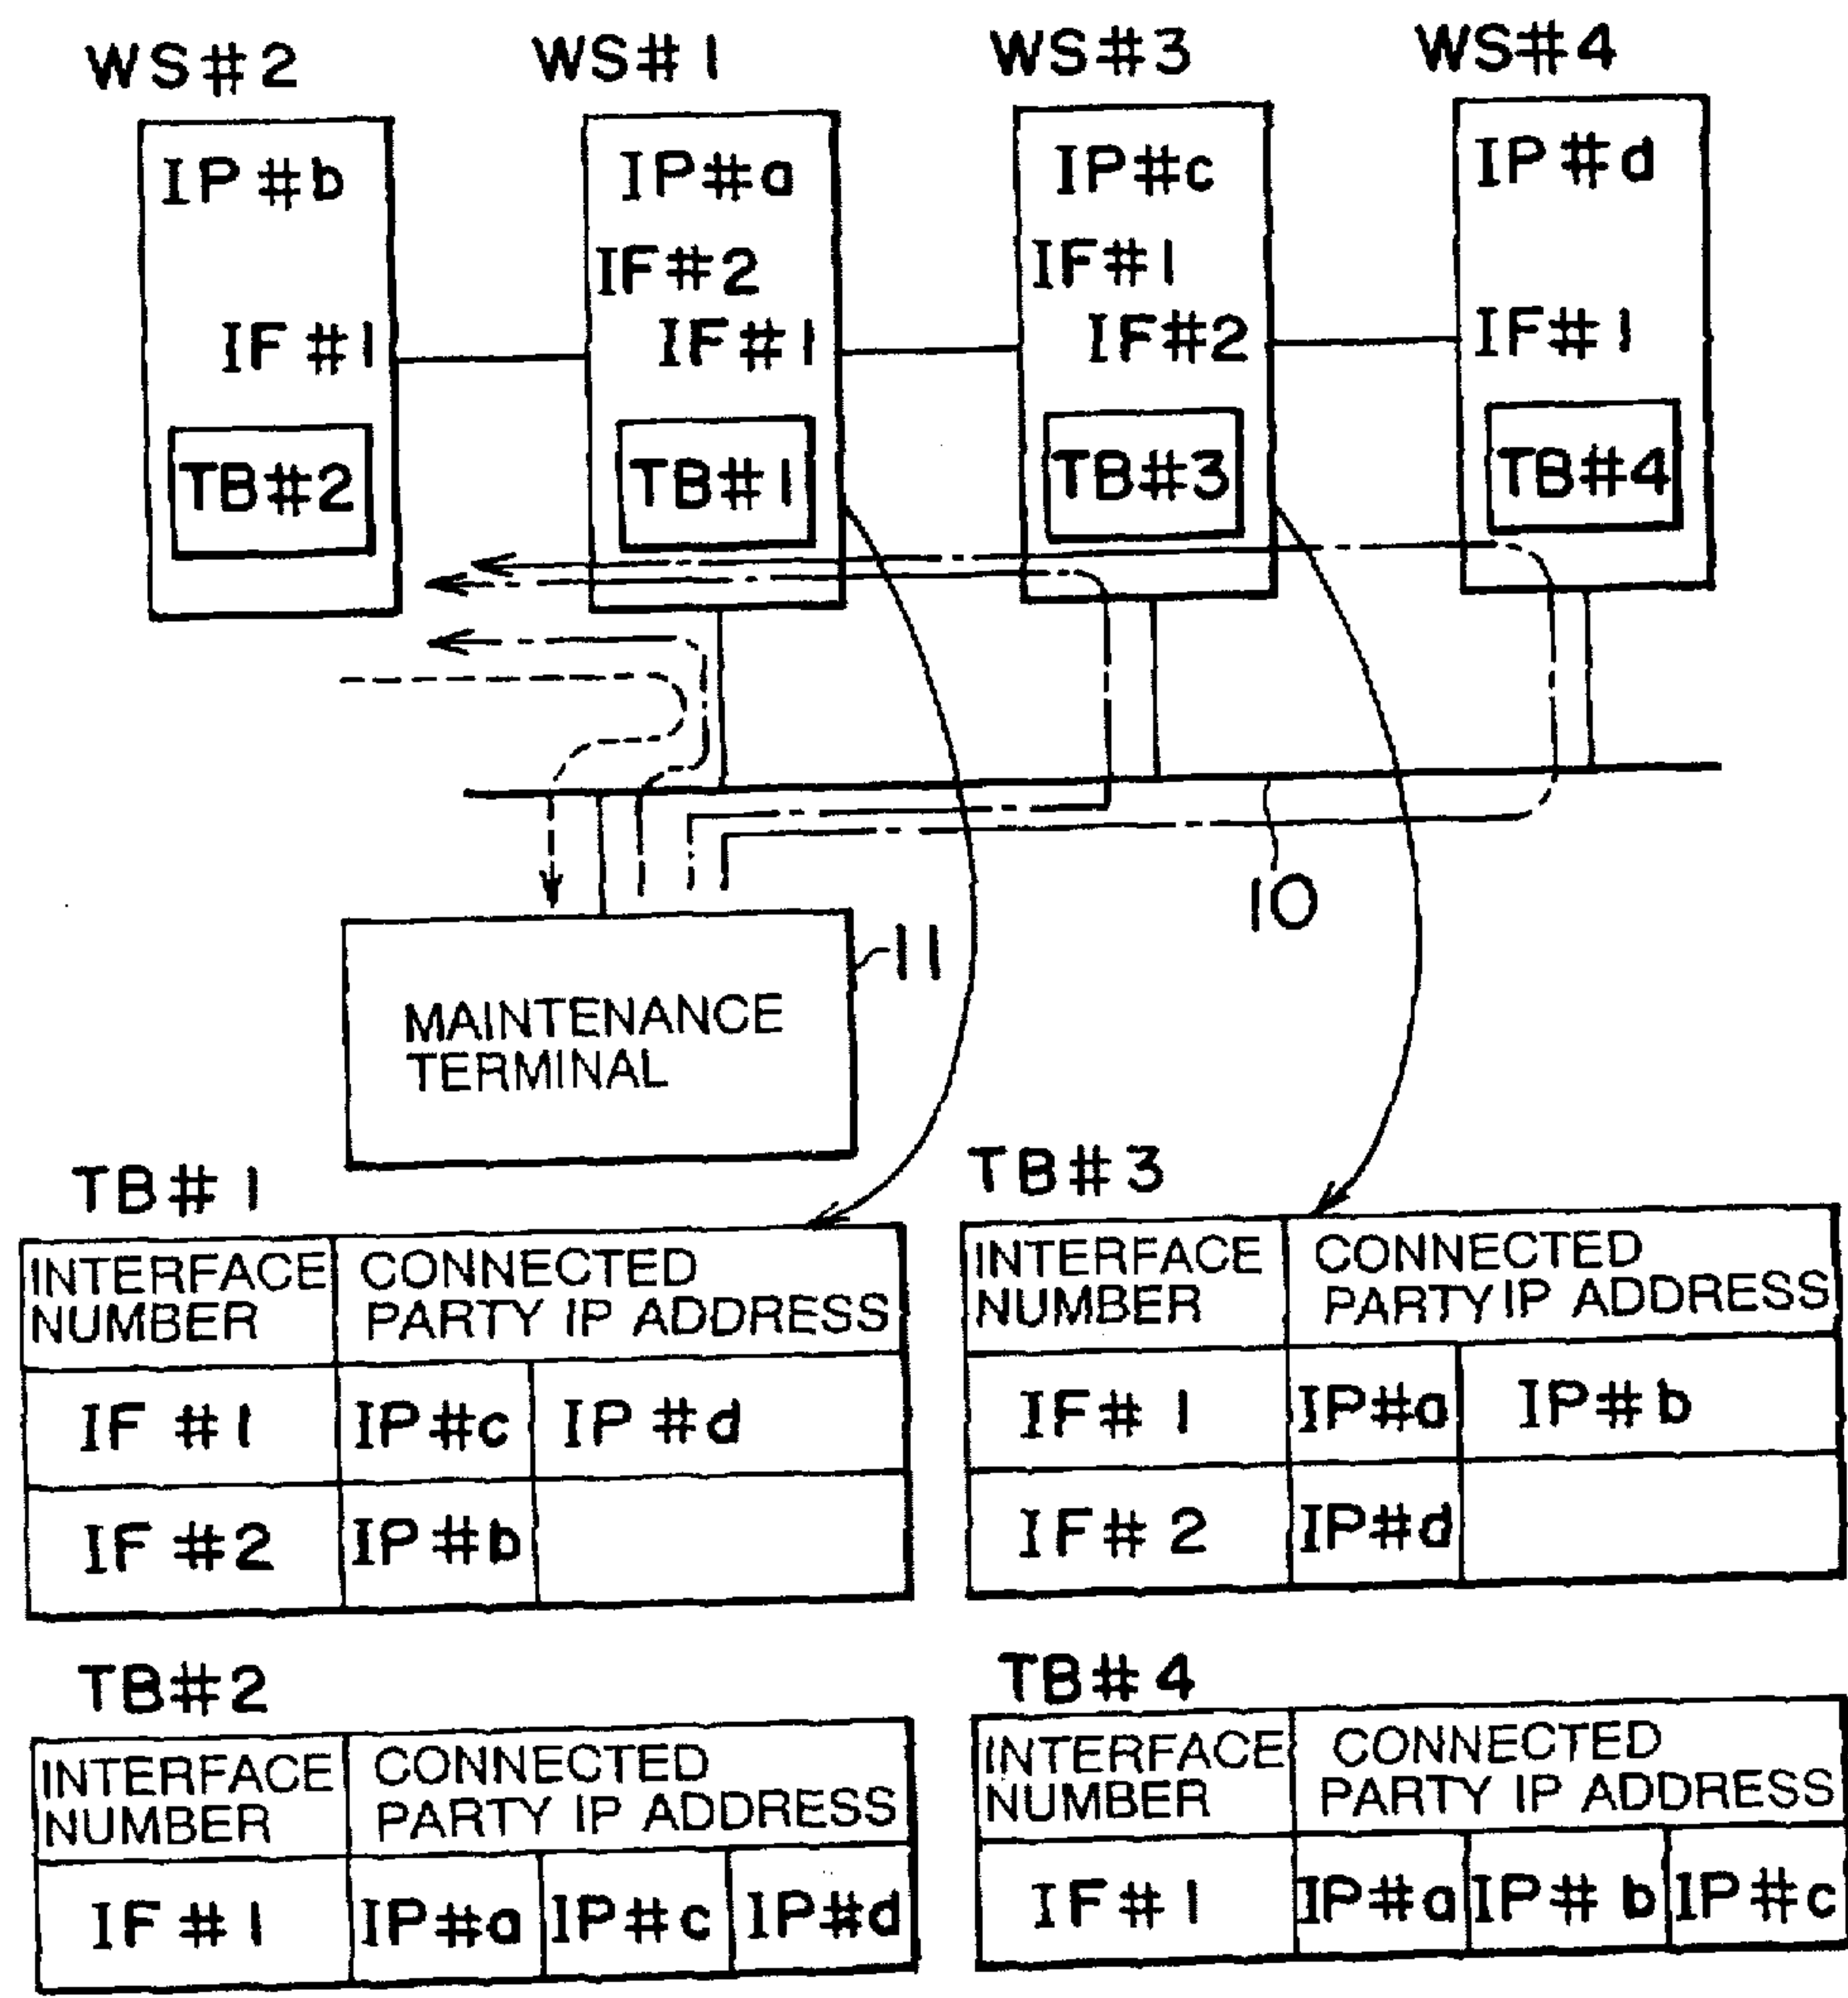 WS#2
WS#1
WS#3
WS#4
IP#b
IF#1
TB#2
IP#a
IF#2
IF#1
TB#1
IP#c
IF#1
IF#2
TB#3
IP#d
IF#1
TB#4
10
11
MAINTENANCE
TERMINAL
TB#1
INTERFACE
NUMBER
CONNECTED
PARTY IP ADDRESS
IF #1
IP#c
IP #d
IF #2
IP#b
TB#3
INTERFACE
NUMBER
CONNECTED
PARTY IP ADDRESS
IF# 1
IP#a
IP# b
IF# 2
IP#d
TB#2
INTERFACE
NUMBER
CONNECTED
PARTY IP ADDRESS
IF #1
IP#a
IP#c
IP#d
TB#4
INTERFACE
NUMBER
CONNECTED
PARTY IP ADDRESS
IF# 1
IP#a
IP# b
IP#c